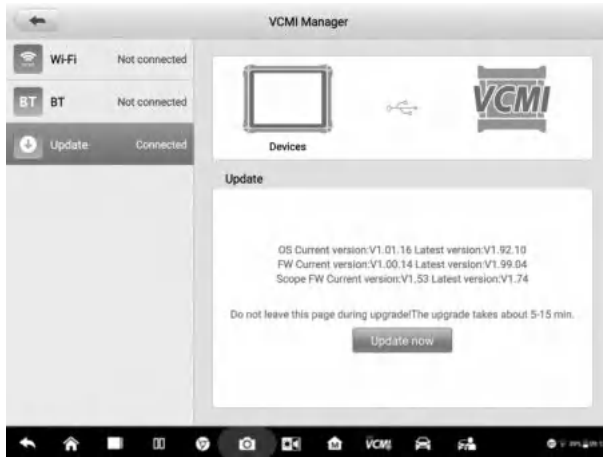 VCMI Manager
Wi-Fi Not connected
BT BT Not connected
Update Connected
VCMI
Devices
Update
OS Current version:V1.01.16 Latest version:V1.92.10
FW Current version:V1.00.14 Latest version:V1.99.04
Scope FW Current version:V1.53 Latest version:V1.74
Do not leave this page during upgrade!The upgrade takes about 5-15 min.
Update now
VCMI